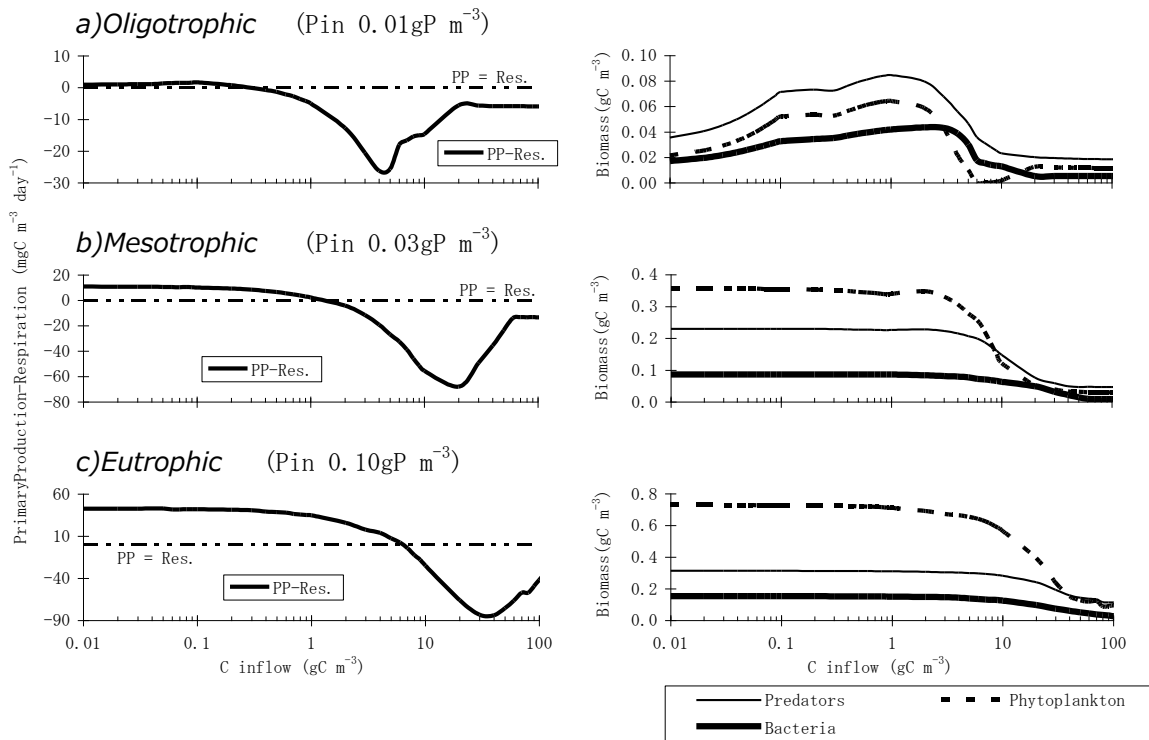 a)Oligotrophic (Pin 0.01gP m⁻³)
PrimaryProduction-Respiration (mgC m⁻³ day⁻¹)
10
0
-10
-20
-30
PP = Res.
PP-Res.
Biomass(gC m⁻³)
0.10
0.08
0.06
0.04
0.02
0.00
b)Mesotrophic (Pin 0.03gP m⁻³)
20
0
-20
-40
-60
-80
PP = Res.
PP-Res.
Biomass(gC m⁻³)
0.4
0.3
0.2
0.1
0.0
c)Eutrophic (Pin 0.10gP m⁻³)
60
10
-40
-90
PP = Res.
PP-Res.
0.01 0.1 1 10 100
C inflow (gC m⁻³)
Biomass(gC m⁻³)
0.8
0.6
0.4
0.2
0.0
0.01 0.1 1 10 100
C inflow (gC m⁻³)
Predators Phytoplankton
Bacteria